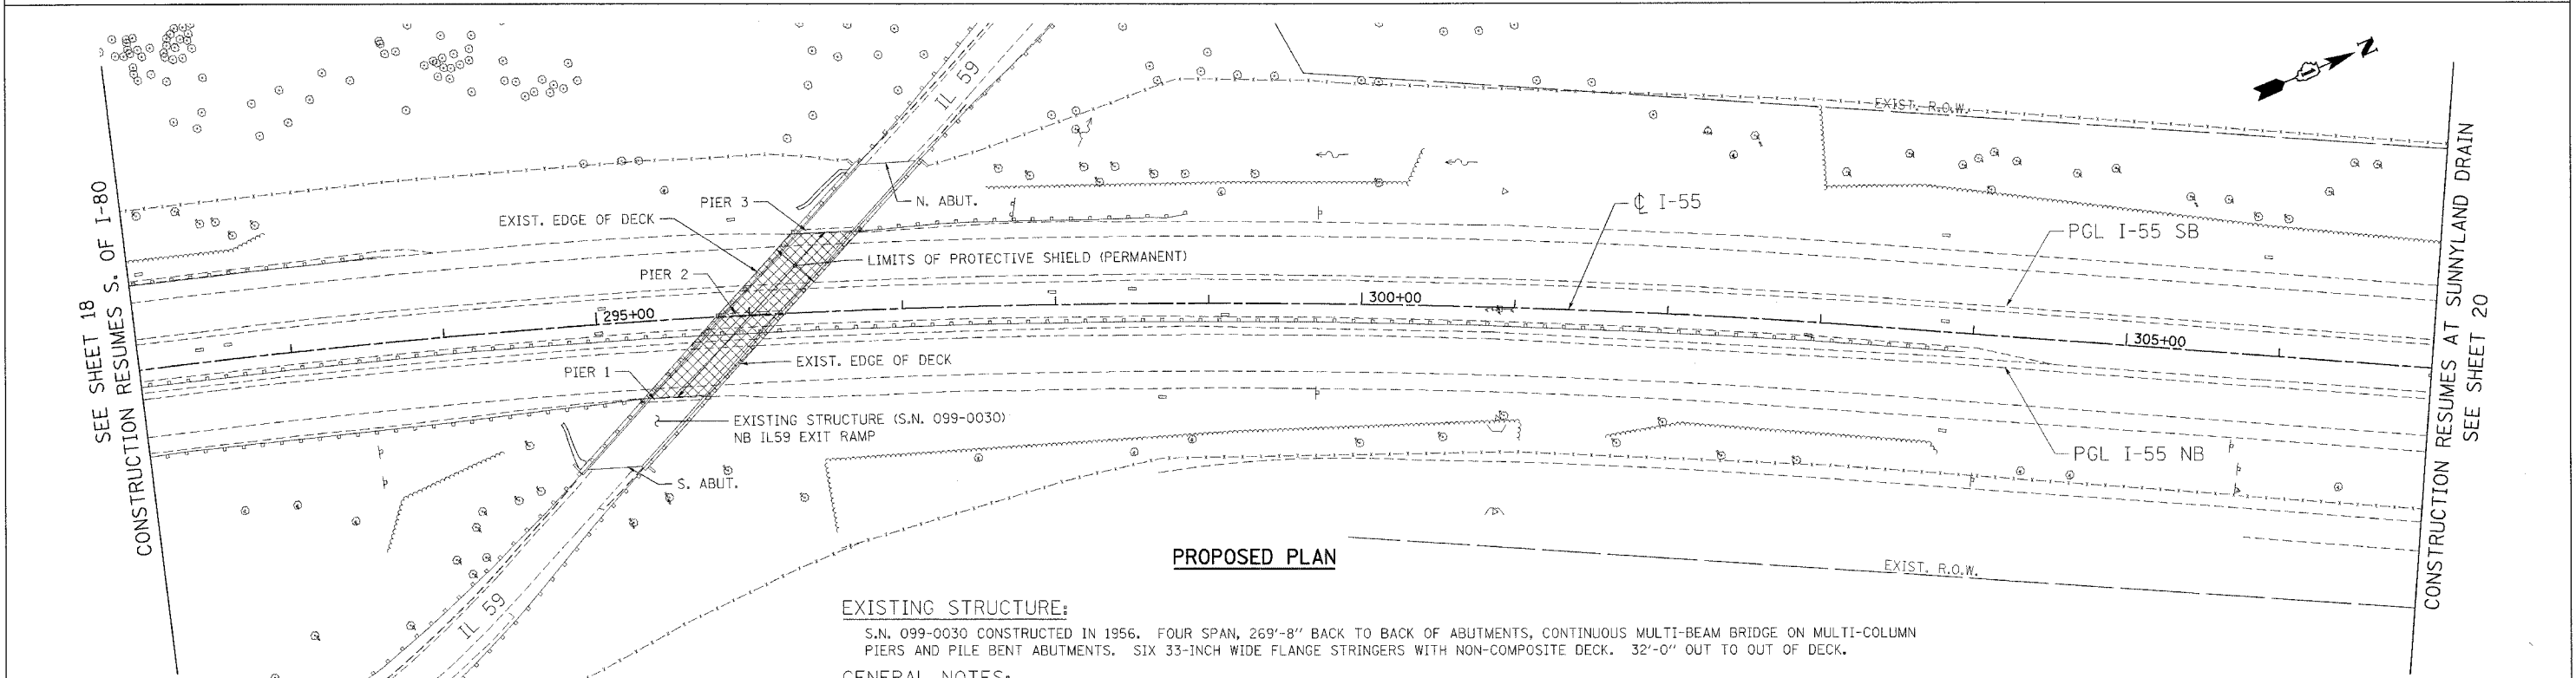 IL 59
N
EXIST. R.O.W.
SEE SHEET 18
CONSTRUCTION RESUMES S. OF I-80
PIER 3
N. ABUT.
EXIST. EDGE OF DECK
℄ I-55
PGL I-55 SB
LIMITS OF PROTECTIVE SHIELD (PERMANENT)
PIER 2
295+00
300+00
305+00
EXIST. EDGE OF DECK
PIER 1
EXISTING STRUCTURE (S.N. 099-0030)
NB IL59 EXIT RAMP
PGL I-55 NB
S. ABUT.
CONSTRUCTION RESUMES AT SUNNYLAND DRAIN
SEE SHEET 20
IL 59
EXIST. R.O.W.
PROPOSED PLAN
EXISTING STRUCTURE:
S.N. 099-0030 CONSTRUCTED IN 1956. FOUR SPAN, 269'-8" BACK TO BACK OF ABUTMENTS, CONTINUOUS MULTI-BEAM BRIDGE ON MULTI-COLUMN
PIERS AND PILE BENT ABUTMENTS. SIX 33-INCH WIDE FLANGE STRINGERS WITH NON-COMPOSITE DECK. 32'-0" OUT TO OUT OF DECK.
GENERAL NOTES: